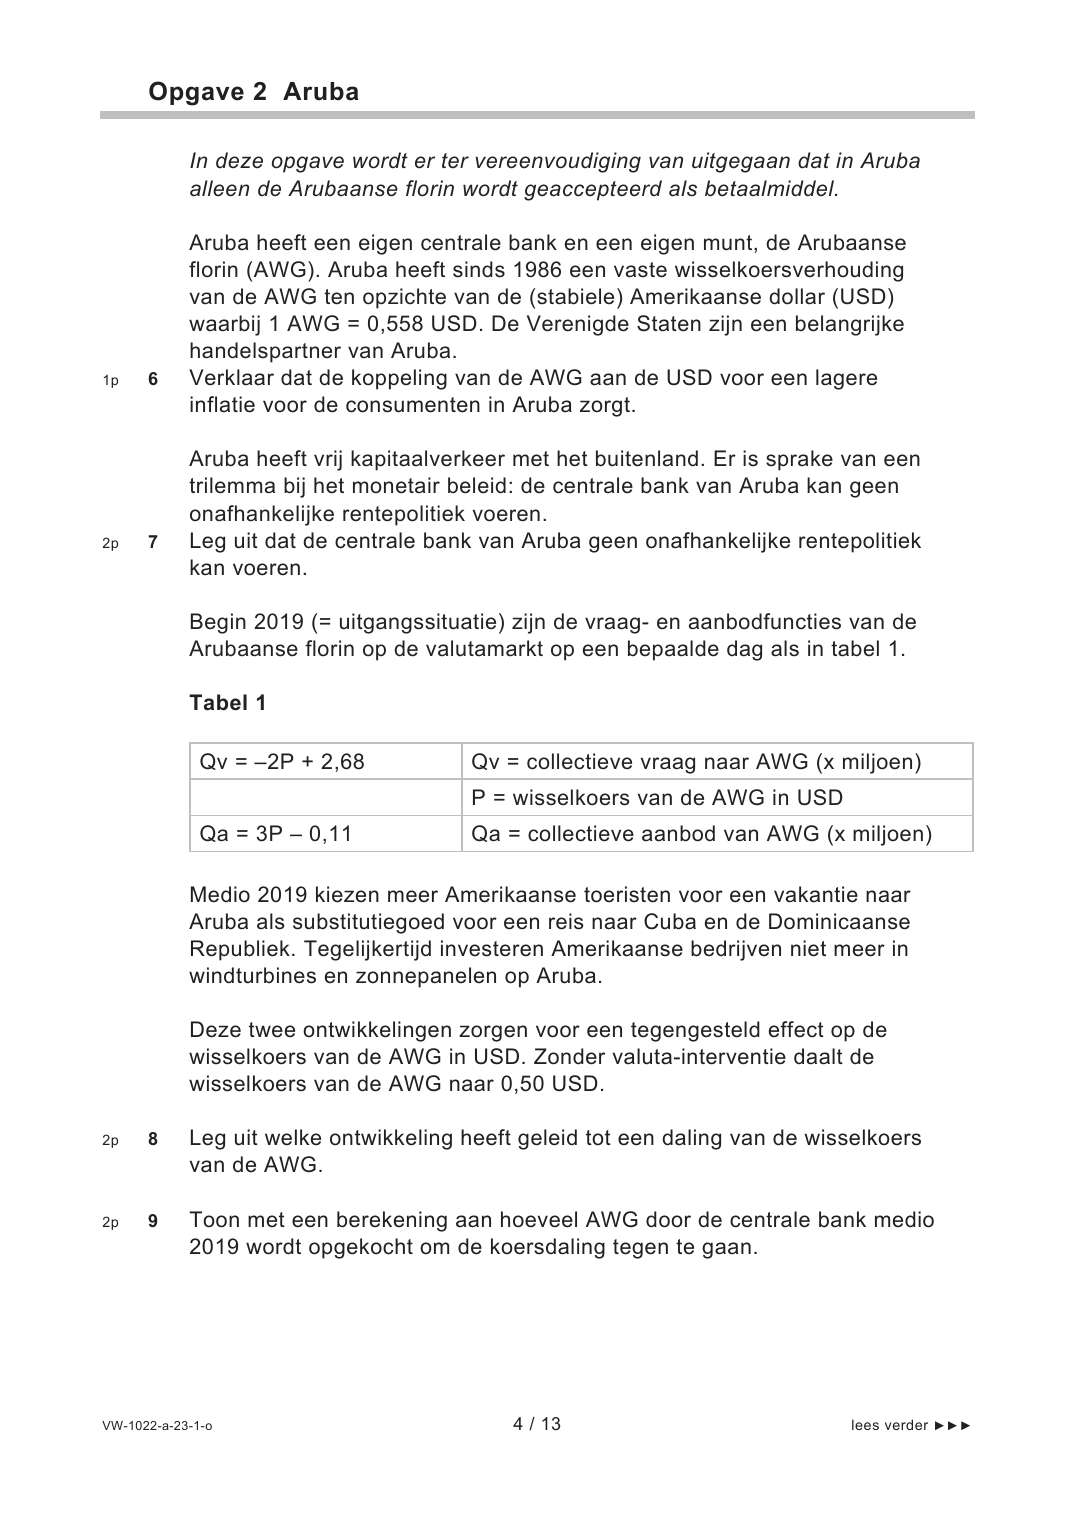 Opgave 2 Aruba
In deze opgave wordt er ter vereenvoudiging van uitgegaan dat in Aruba
alleen de Arubaanse florin wordt geaccepteerd als betaalmiddel.
Aruba heeft een eigen centrale bank en een eigen munt, de Arubaanse
florin (AWG). Aruba heeft sinds 1986 een vaste wisselkoersverhouding
van de AWG ten opzichte van de (stabiele) Amerikaanse dollar (USD)
waarbij 1 AWG = 0,558 USD. De Verenigde Staten zijn een belangrijke
handelspartner van Aruba.
1p 6 Verklaar dat de koppeling van de AWG aan de USD voor een lagere
inflatie voor de consumenten in Aruba zorgt.
Aruba heeft vrij kapitaalverkeer met het buitenland. Er is sprake van een
trilemma bij het monetair beleid: de centrale bank van Aruba kan geen
onafhankelijke rentepolitiek voeren.
2p 7 Leg uit dat de centrale bank van Aruba geen onafhankelijke rentepolitiek
kan voeren.
Begin 2019 (= uitgangssituatie) zijn de vraag- en aanbodfuncties van de
Arubaanse florin op de valutamarkt op een bepaalde dag als in tabel 1.
Tabel 1
Qv = –2P + 2,68 Qv = collectieve vraag naar AWG (x miljoen)
P = wisselkoers van de AWG in USD
Qa = 3P – 0,11 Qa = collectieve aanbod van AWG (x miljoen)
Medio 2019 kiezen meer Amerikaanse toeristen voor een vakantie naar
Aruba als substitutiegoed voor een reis naar Cuba en de Dominicaanse
Republiek. Tegelijkertijd investeren Amerikaanse bedrijven niet meer in
windturbines en zonnepanelen op Aruba.
Deze twee ontwikkelingen zorgen voor een tegengesteld effect op de
wisselkoers van de AWG in USD. Zonder valuta-interventie daalt de
wisselkoers van de AWG naar 0,50 USD.
2p 8 Leg uit welke ontwikkeling heeft geleid tot een daling van de wisselkoers
van de AWG.
2p 9 Toon met een berekening aan hoeveel AWG door de centrale bank medio
2019 wordt opgekocht om de koersdaling tegen te gaan.
VW-1022-a-23-1-o 4 / 13 lees verder ►►►